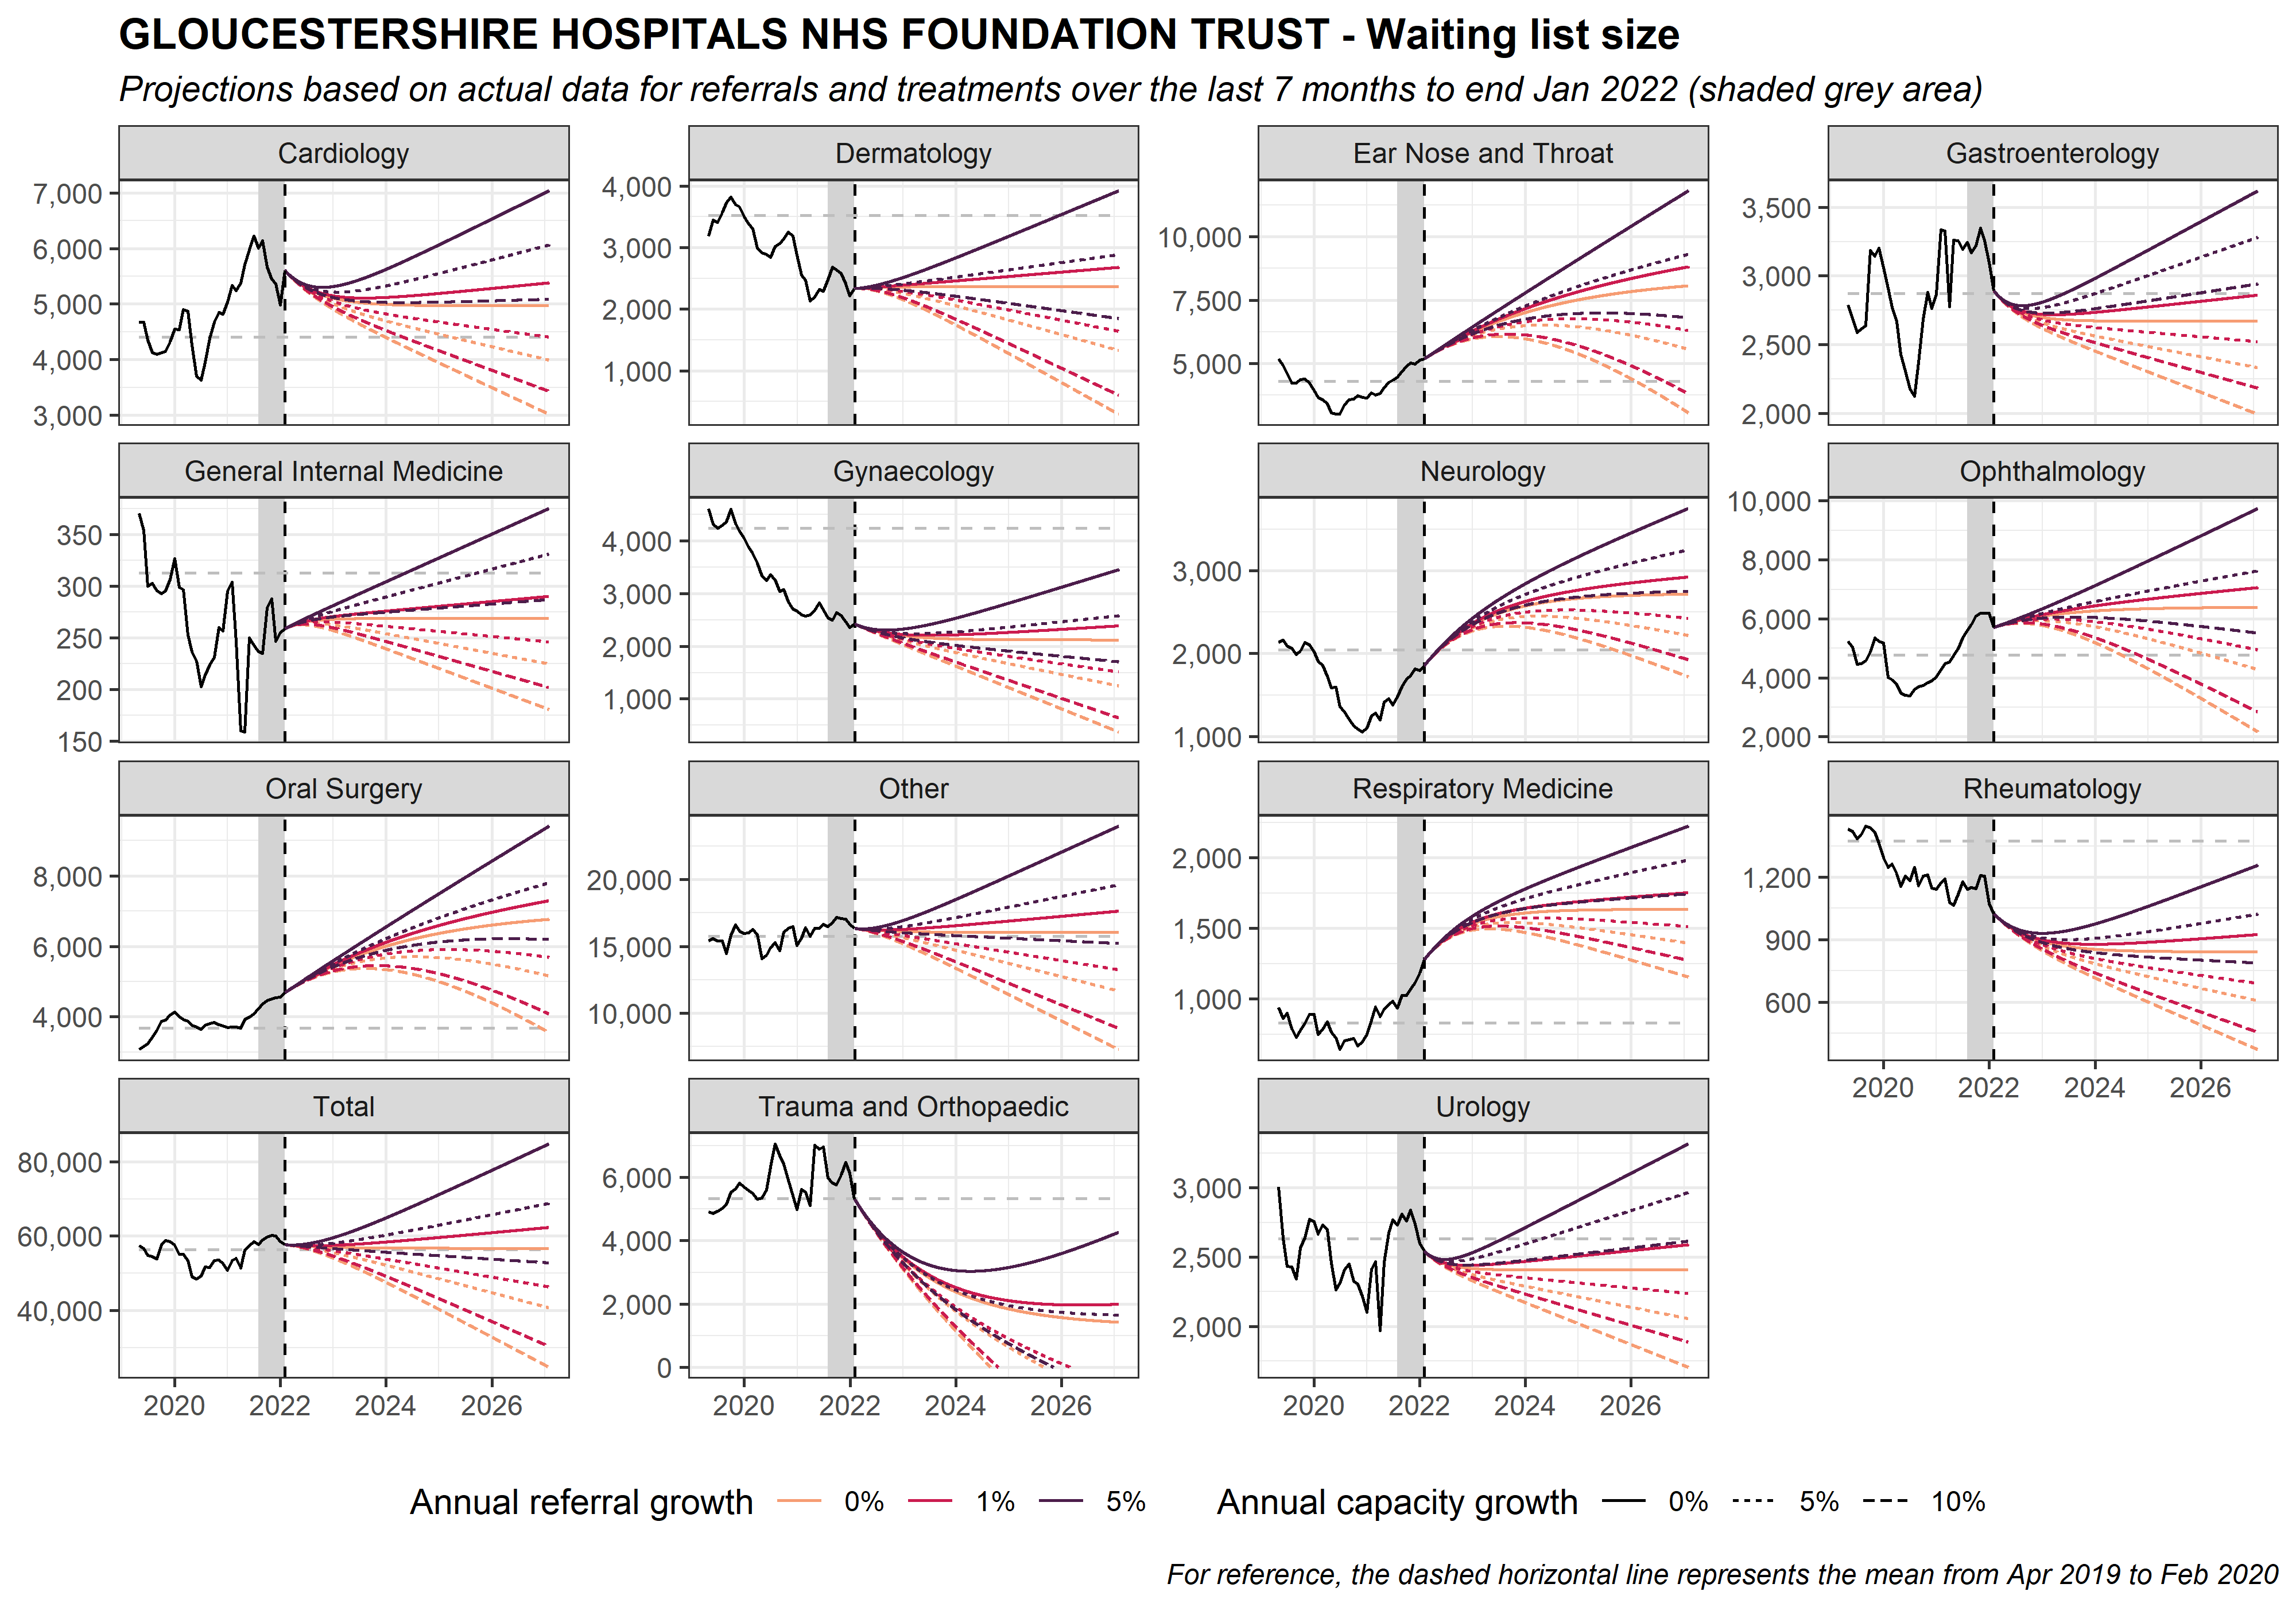 GLOUCESTERSHIRE HOSPITALS NHS FOUNDATION TRUST - Waiting list size
Projections based on actual data for referrals and treatments over the last 7 months to end Jan 2022 (shaded grey area)
Cardiology
7,000
6,000
5,000
4,000
3,000
Dermatology
4,000
3,000
2,000
1,000
Ear Nose and Throat
10,000
7,500
5,000
Gastroenterology
3,500
3,000
2,500
2,000
General Internal Medicine
350
300
250
200
150
Gynaecology
4,000
3,000
2,000
1,000
Neurology
3,000
2,000
1,000
Ophthalmology
10,000
8,000
6,000
4,000
2,000
Oral Surgery
8,000
6,000
4,000
Other
20,000
15,000
10,000
Respiratory Medicine
2,000
1,500
1,000
Rheumatology
1,200
900
600
2020 2022 2024 2026
Total
80,000
60,000
40,000
2020 2022 2024 2026
Trauma and Orthopaedic
6,000
4,000
2,000
0
2020 2022 2024 2026
Urology
3,000
2,500
2,000
2020 2022 2024 2026
Annual referral growth 0% 1% 5% Annual capacity growth 0% 5% 10%
For reference, the dashed horizontal line represents the mean from Apr 2019 to Feb 2020